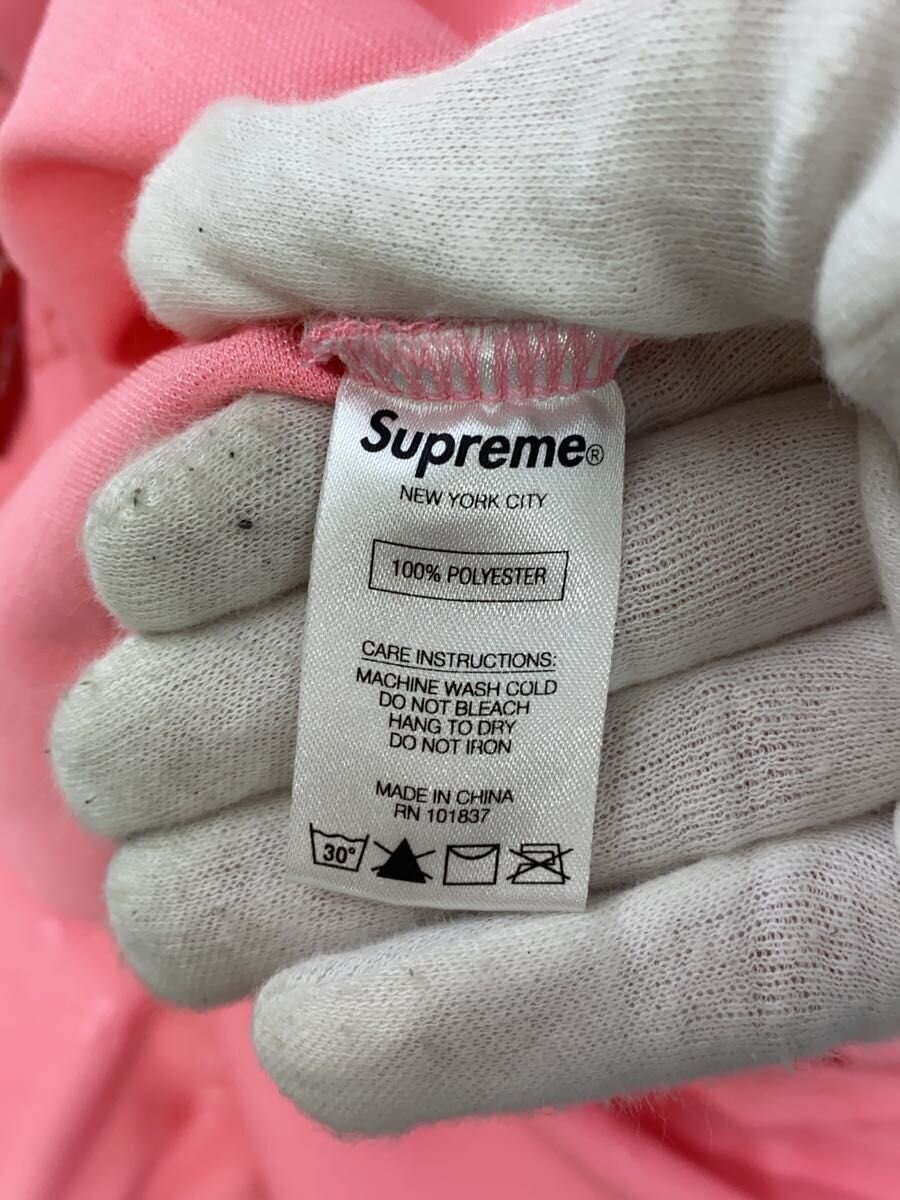 Supreme®
NEW YORK CITY
100% POLYESTER
CARE INSTRUCTIONS:
MACHINE WASH COLD
DO NOT BLEACH
HANG TO DRY
DO NOT IRON
MADE IN CHINA
RN 101837
30°